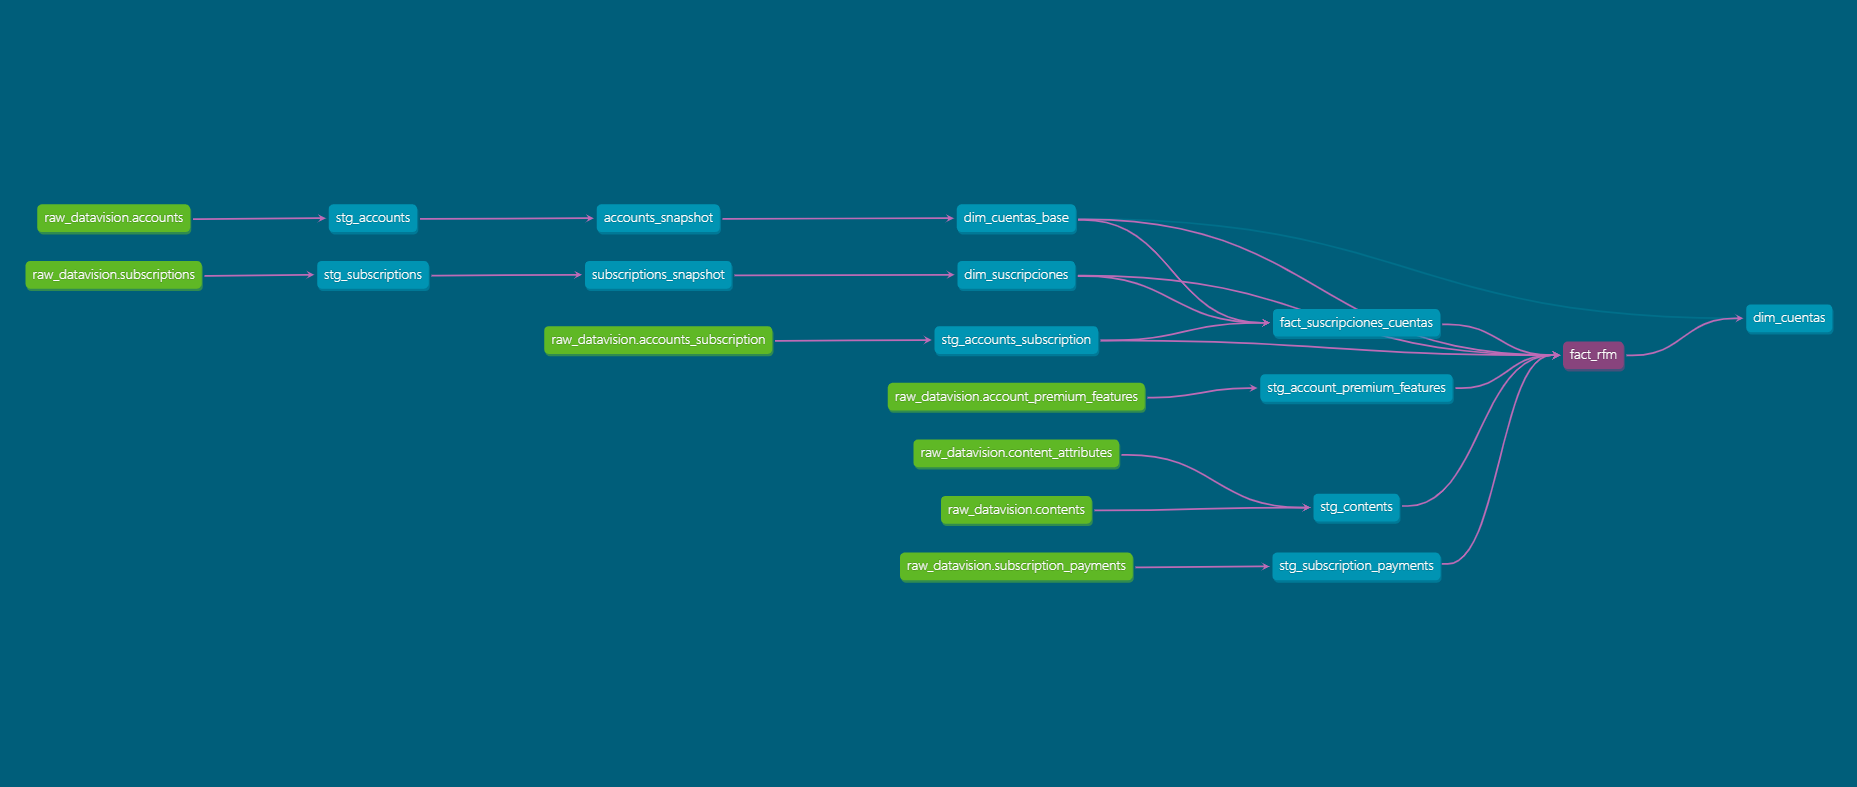 raw_datavision.accounts
stg_accounts
accounts_snapshot
dim_cuentas_base
raw_datavision.subscriptions
stg_subscriptions
subscriptions_snapshot
dim_suscripciones
raw_datavision.accounts_subscription
stg_accounts_subscription
fact_suscripciones_cuentas
dim_cuentas
fact_rfm
raw_datavision.account_premium_features
stg_account_premium_features
raw_datavision.content_attributes
raw_datavision.contents
stg_contents
raw_datavision.subscription_payments
stg_subscription_payments